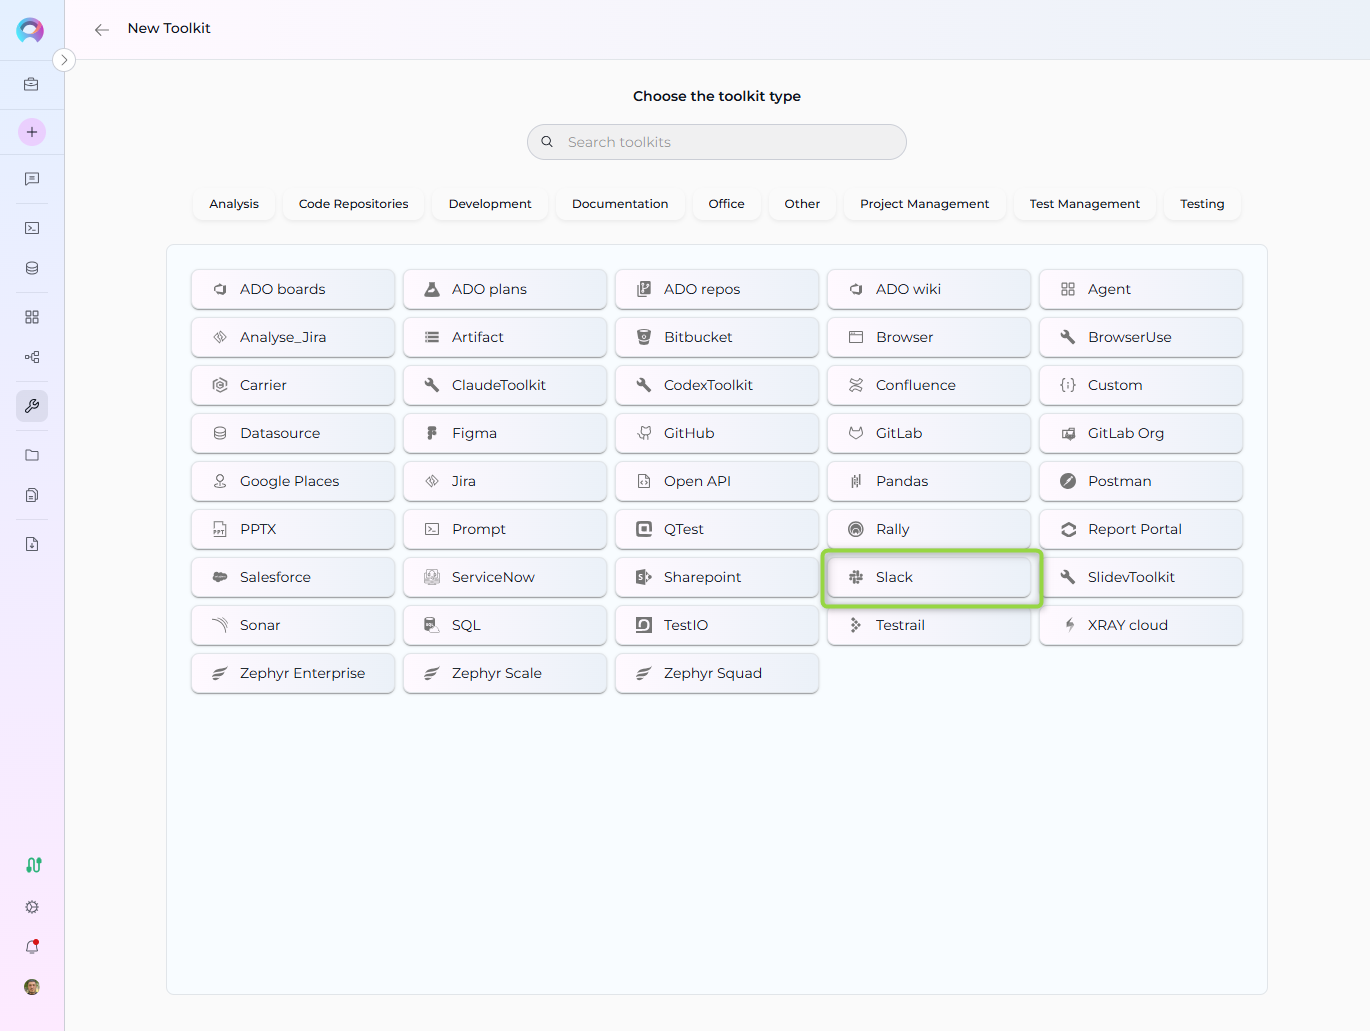 New Toolkit
Choose the toolkit type
Search toolkits
Analysis Code Repositories Development Documentation Office Other Project Management Test Management Testing
ADO boards ADO plans ADO repos ADO wiki Agent
Analyse_Jira Artifact Bitbucket Browser BrowserUse
Carrier ClaudeToolkit CodexToolkit Confluence Custom
Datasource Figma GitHub GitLab GitLab Org
Google Places Jira Open API Pandas Postman
PPTX Prompt QTest Rally Report Portal
Salesforce ServiceNow Sharepoint Slack SlidevToolkit
Sonar SQL TestIO Testrail XRAY cloud
Zephyr Enterprise Zephyr Scale Zephyr Squad